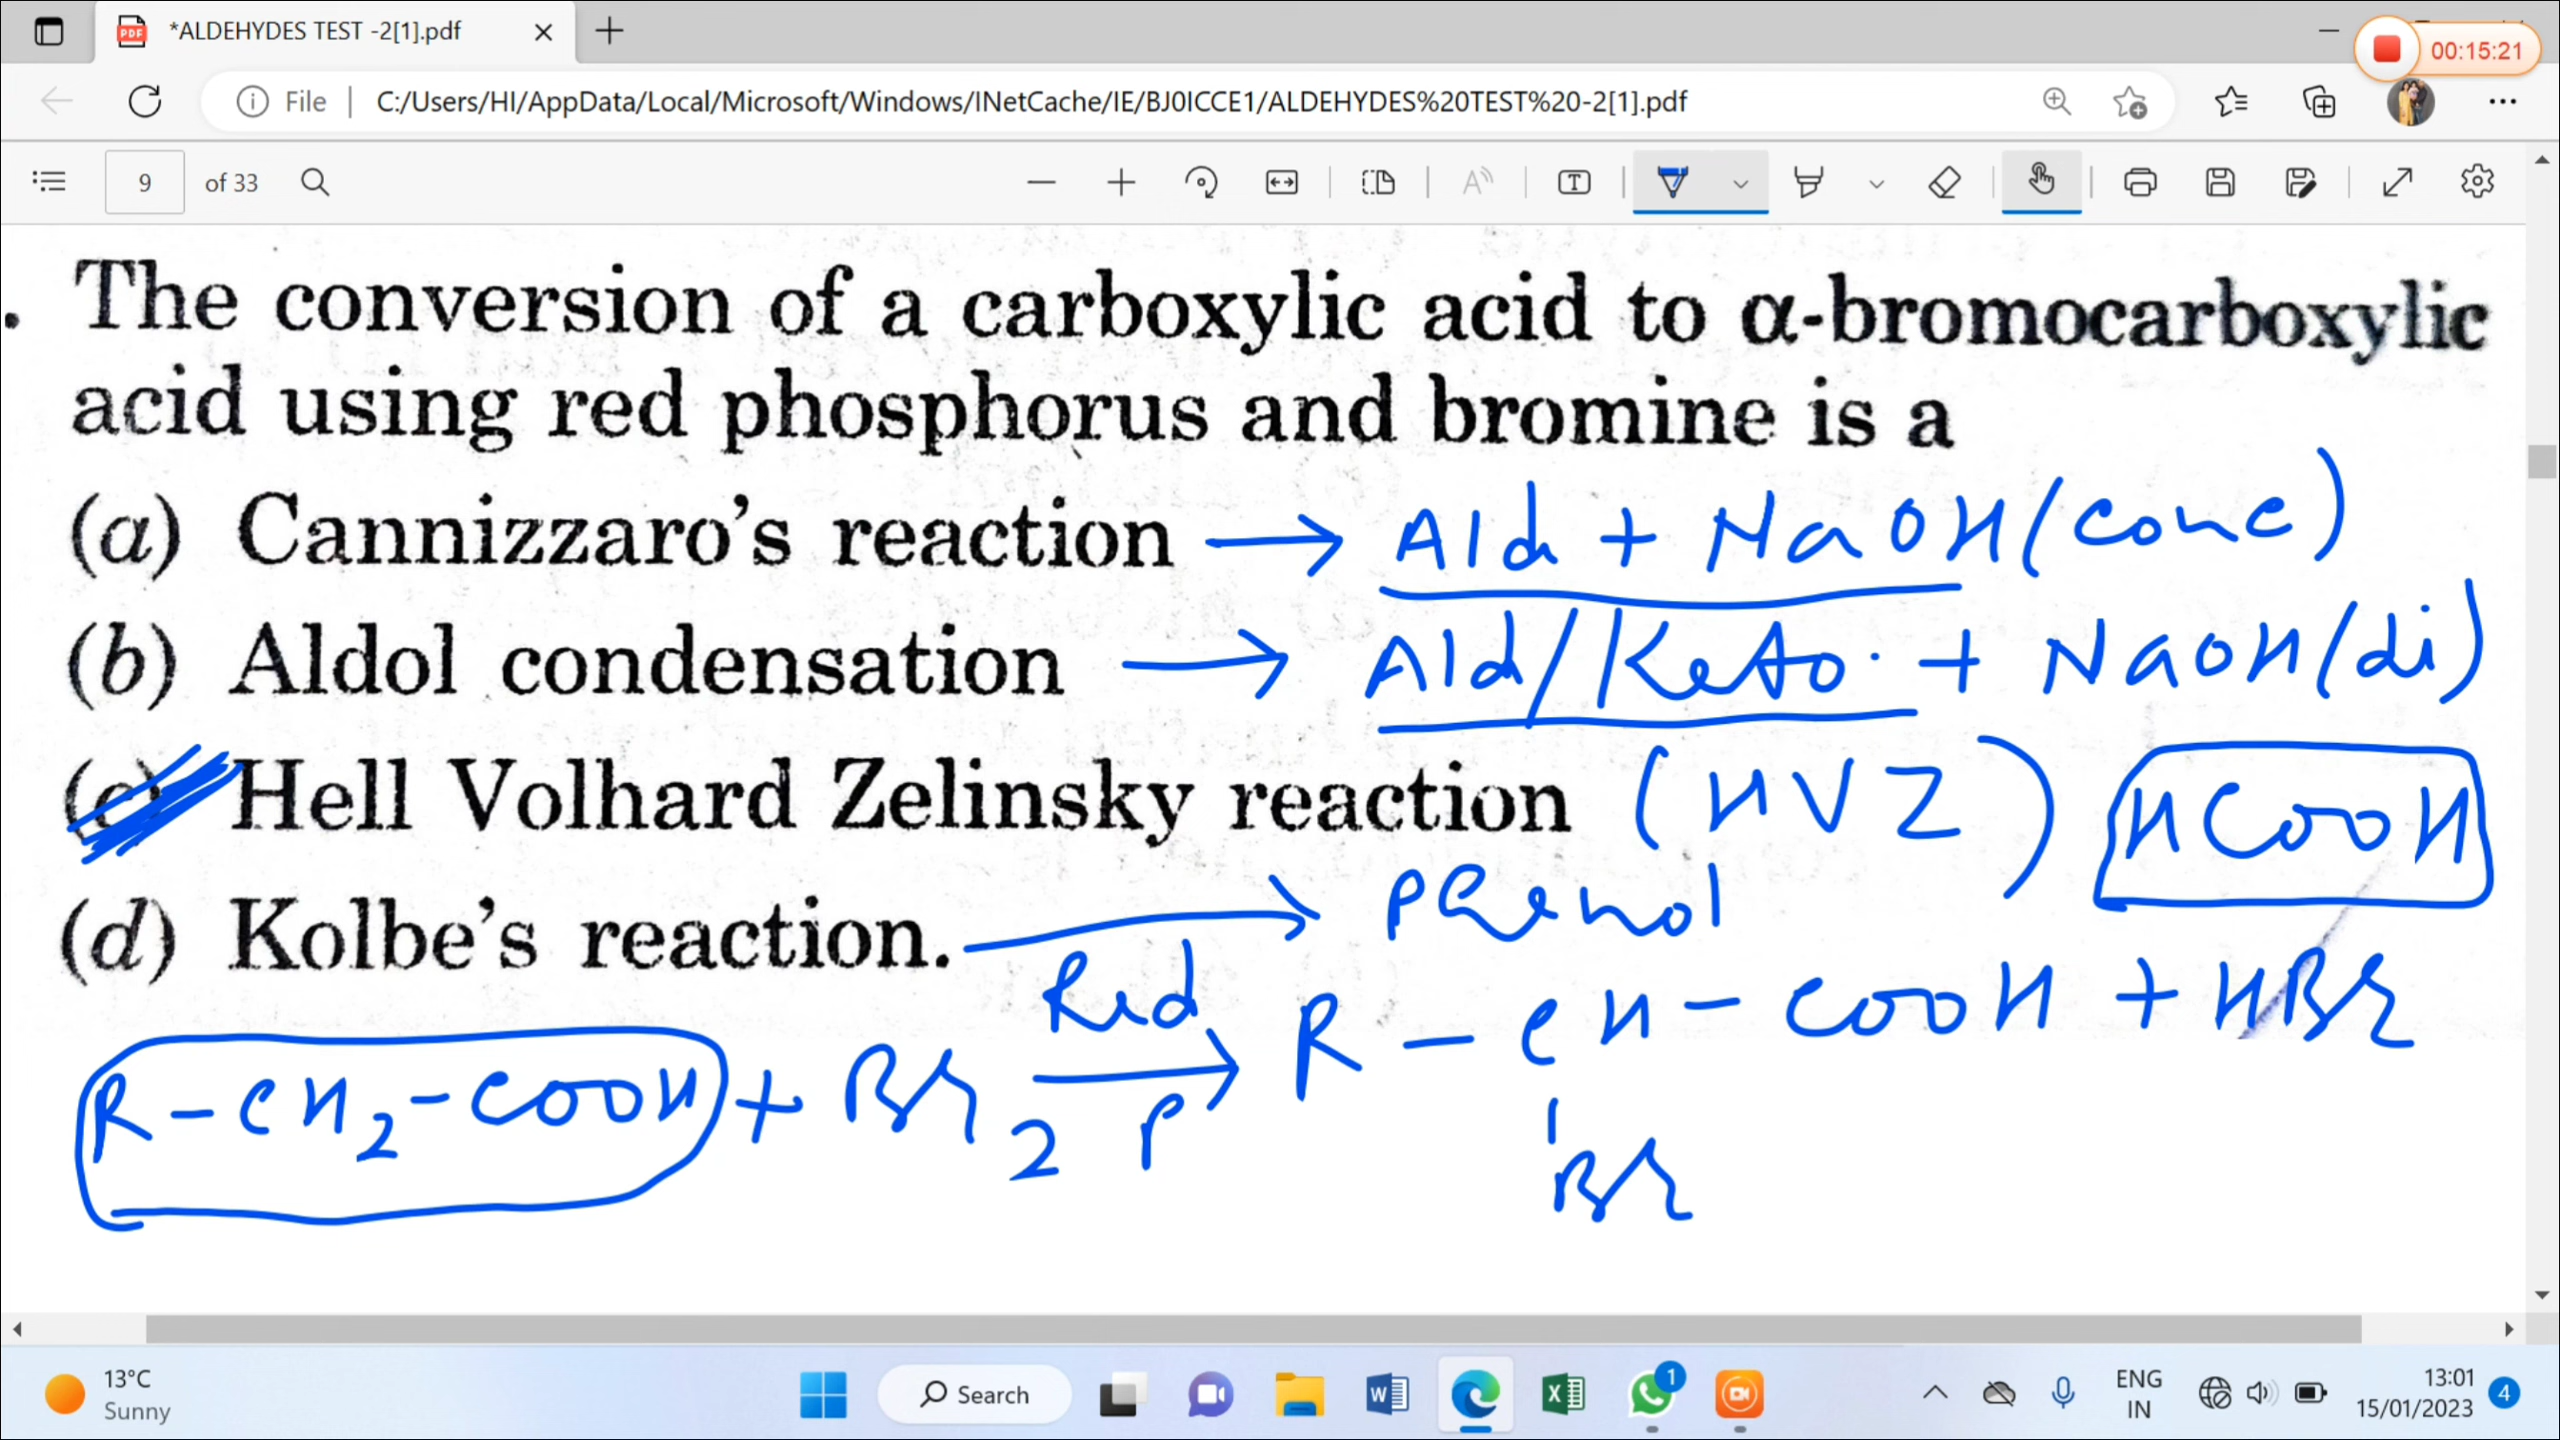 *ALDEHYDES TEST -2[1].pdf
00:15:21
File | C:/Users/HI/AppData/Local/Microsoft/Windows/INetCache/IE/BJ0ICCE1/ALDEHYDES%20TEST%20-2[1].pdf
9 of 33
The conversion of a carboxylic acid to α-bromocarboxylic
acid using red phosphorus and bromine is a
(a) Cannizzaro's reaction → Ald + NaOH (conc)
(b) Aldol condensation → Ald/Keto. + NaOH (di)
(c) Hell Volhard Zelinsky reaction (HVZ) HCOOH
(d) Kolbe's reaction. → Phenol
R - CH2 - COOH + Br2 Red P → R - CH - COOH + HBr
Br
13°C
Sunny
Search
1
ENG
IN
13:01
15/01/2023
4